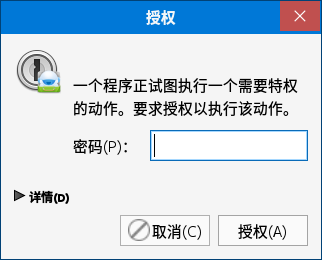 授权
一个程序正试图执行一个需要特权
的动作。要求授权以执行该动作。
密码(P)：
详情(D)
取消(C)
授权(A)